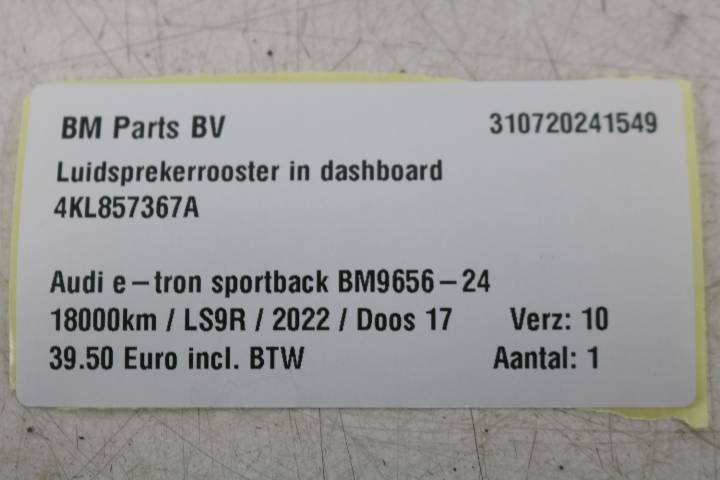 BM Parts BV 310720241549
Luidsprekerrooster in dashboard
4KL857367A
Audi e-tron sportback BM9656-24
18000km / LS9R / 2022 / Doos 17 Verz: 10
39.50 Euro incl. BTW Aantal: 1